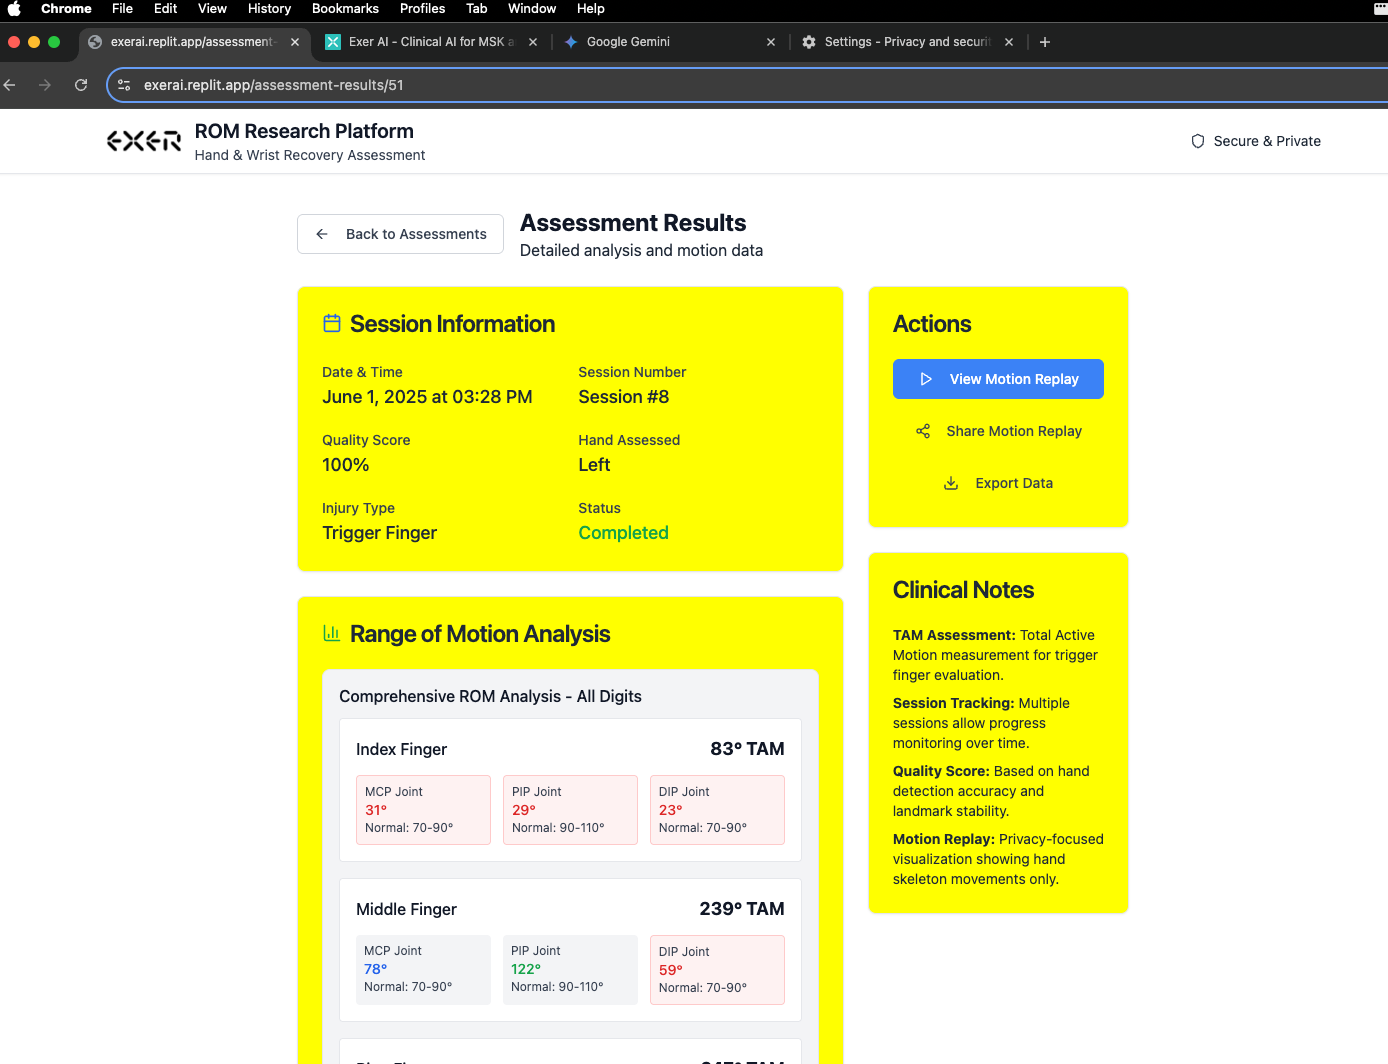 Chrome File Edit View History Bookmarks Profiles Tab Window Help
exerai.replit.app/assessment-
Exer AI - Clinical AI for MSK a
Google Gemini
Settings - Privacy and securit
exerai.replit.app/assessment-results/51
EXER
ROM Research Platform
Hand & Wrist Recovery Assessment
Secure & Private
Back to Assessments
Assessment Results
Detailed analysis and motion data
Session Information
Date & Time
June 1, 2025 at 03:28 PM
Session Number
Session #8
Quality Score
100%
Hand Assessed
Left
Injury Type
Trigger Finger
Status
Completed
Actions
View Motion Replay
Share Motion Replay
Export Data
Range of Motion Analysis
Comprehensive ROM Analysis - All Digits
Index Finger
83° TAM
MCP Joint
31°
Normal: 70-90°
PIP Joint
29°
Normal: 90-110°
DIP Joint
23°
Normal: 70-90°
Middle Finger
239° TAM
MCP Joint
78°
Normal: 70-90°
PIP Joint
122°
Normal: 90-110°
DIP Joint
59°
Normal: 70-90°
Clinical Notes
TAM Assessment: Total Active
Motion measurement for trigger
finger evaluation.
Session Tracking: Multiple
sessions allow progress
monitoring over time.
Quality Score: Based on hand
detection accuracy and
landmark stability.
Motion Replay: Privacy-focused
visualization showing hand
skeleton movements only.